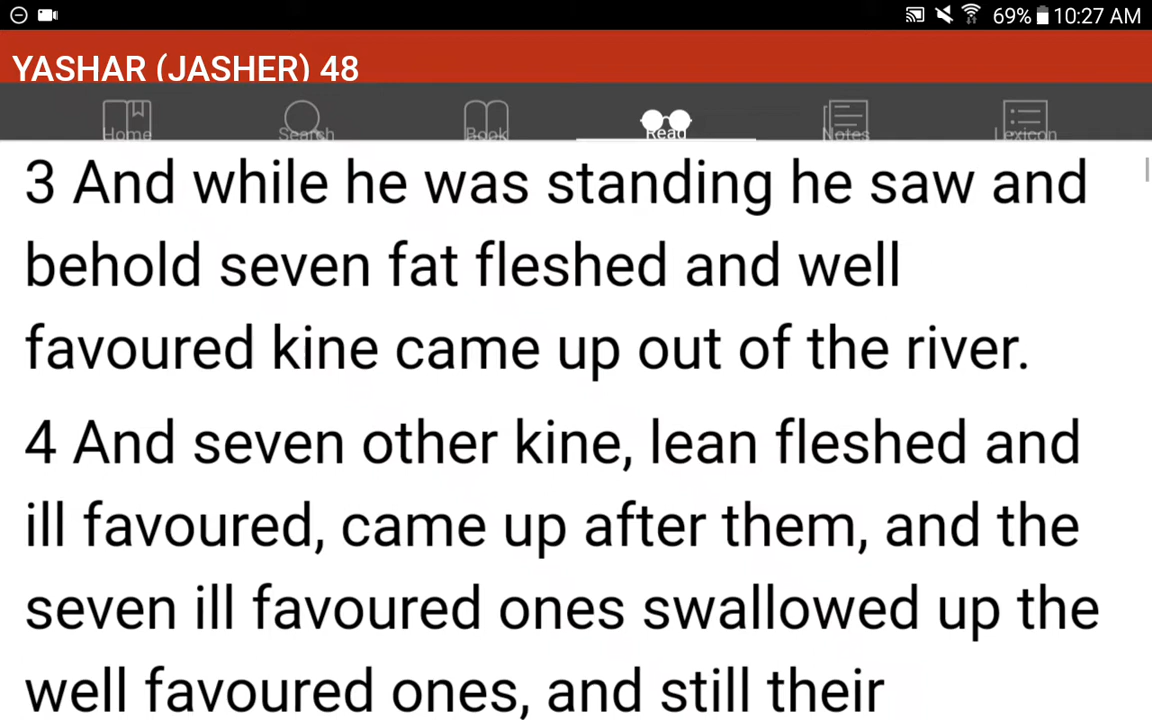 69% 10:27 AM
YASHAR (JASHER) 48
Home Search Book Read Notes Lexicon
3 And while he was standing he saw and
behold seven fat fleshed and well
favoured kine came up out of the river.
4 And seven other kine, lean fleshed and
ill favoured, came up after them, and the
seven ill favoured ones swallowed up the
well favoured ones, and still their